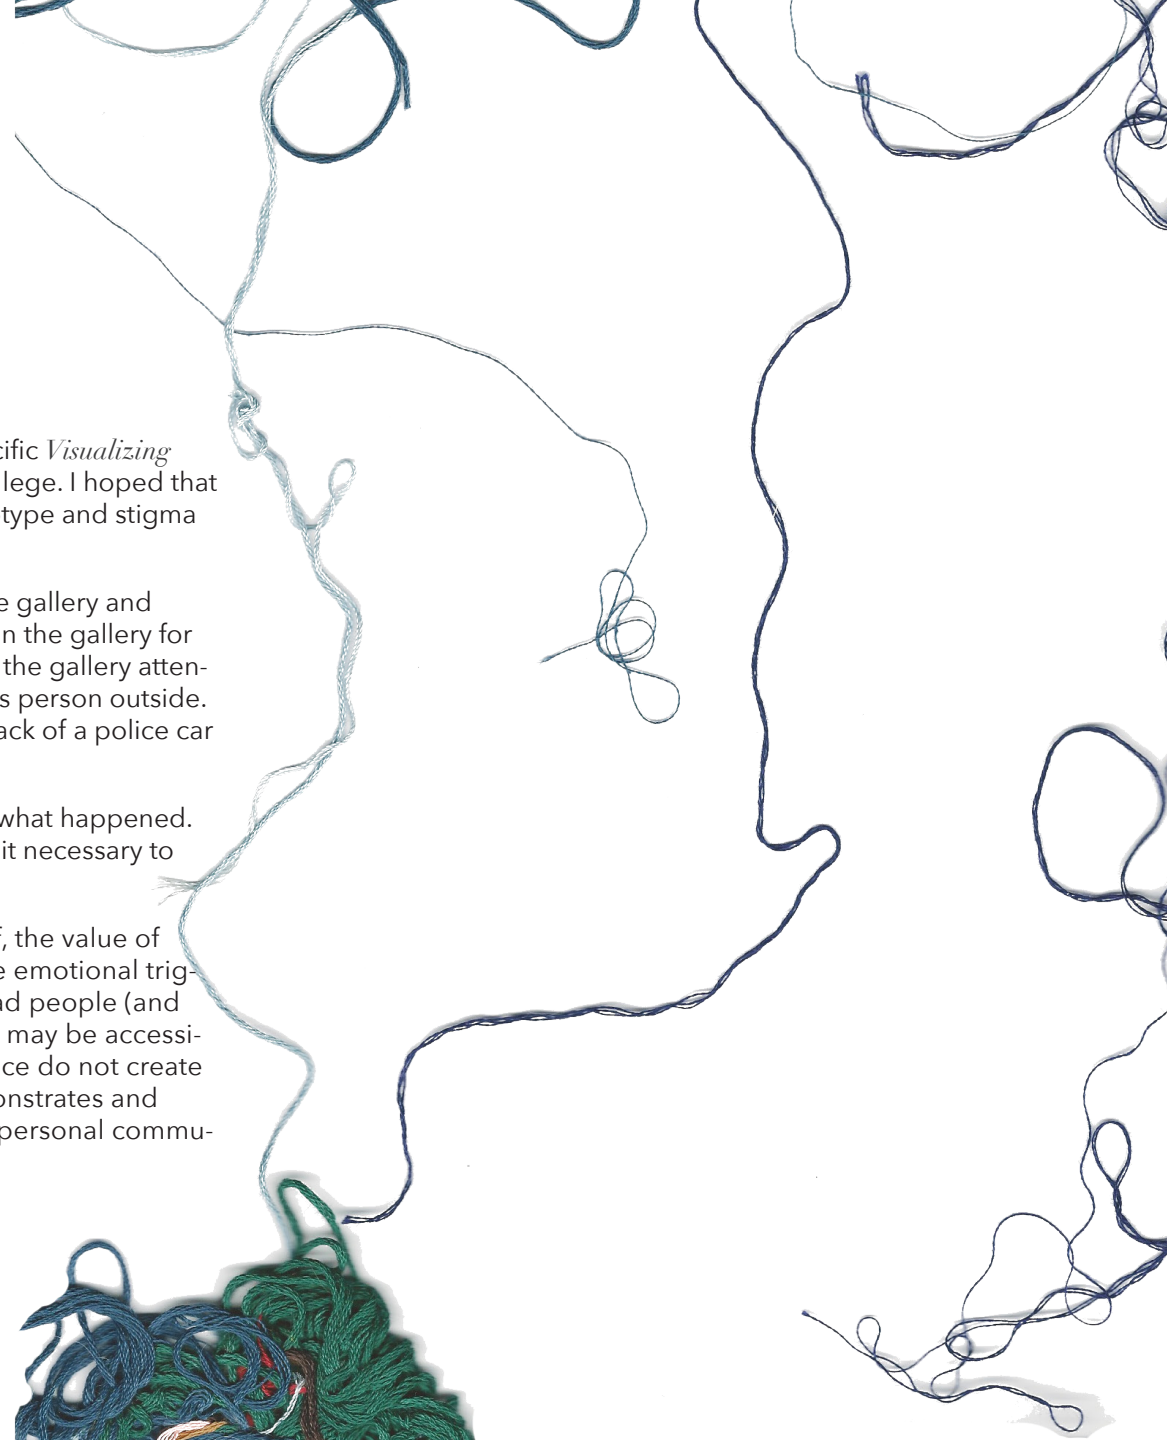 cific Visualizing
lege. I hoped that
type and stigma
e gallery and
n the gallery for
the gallery atten-
s person outside.
ack of a police car
what happened.
it necessary to
f, the value of
e emotional trig-
ad people (and
may be accessi-
ce do not create
onstrates and
personal commu-